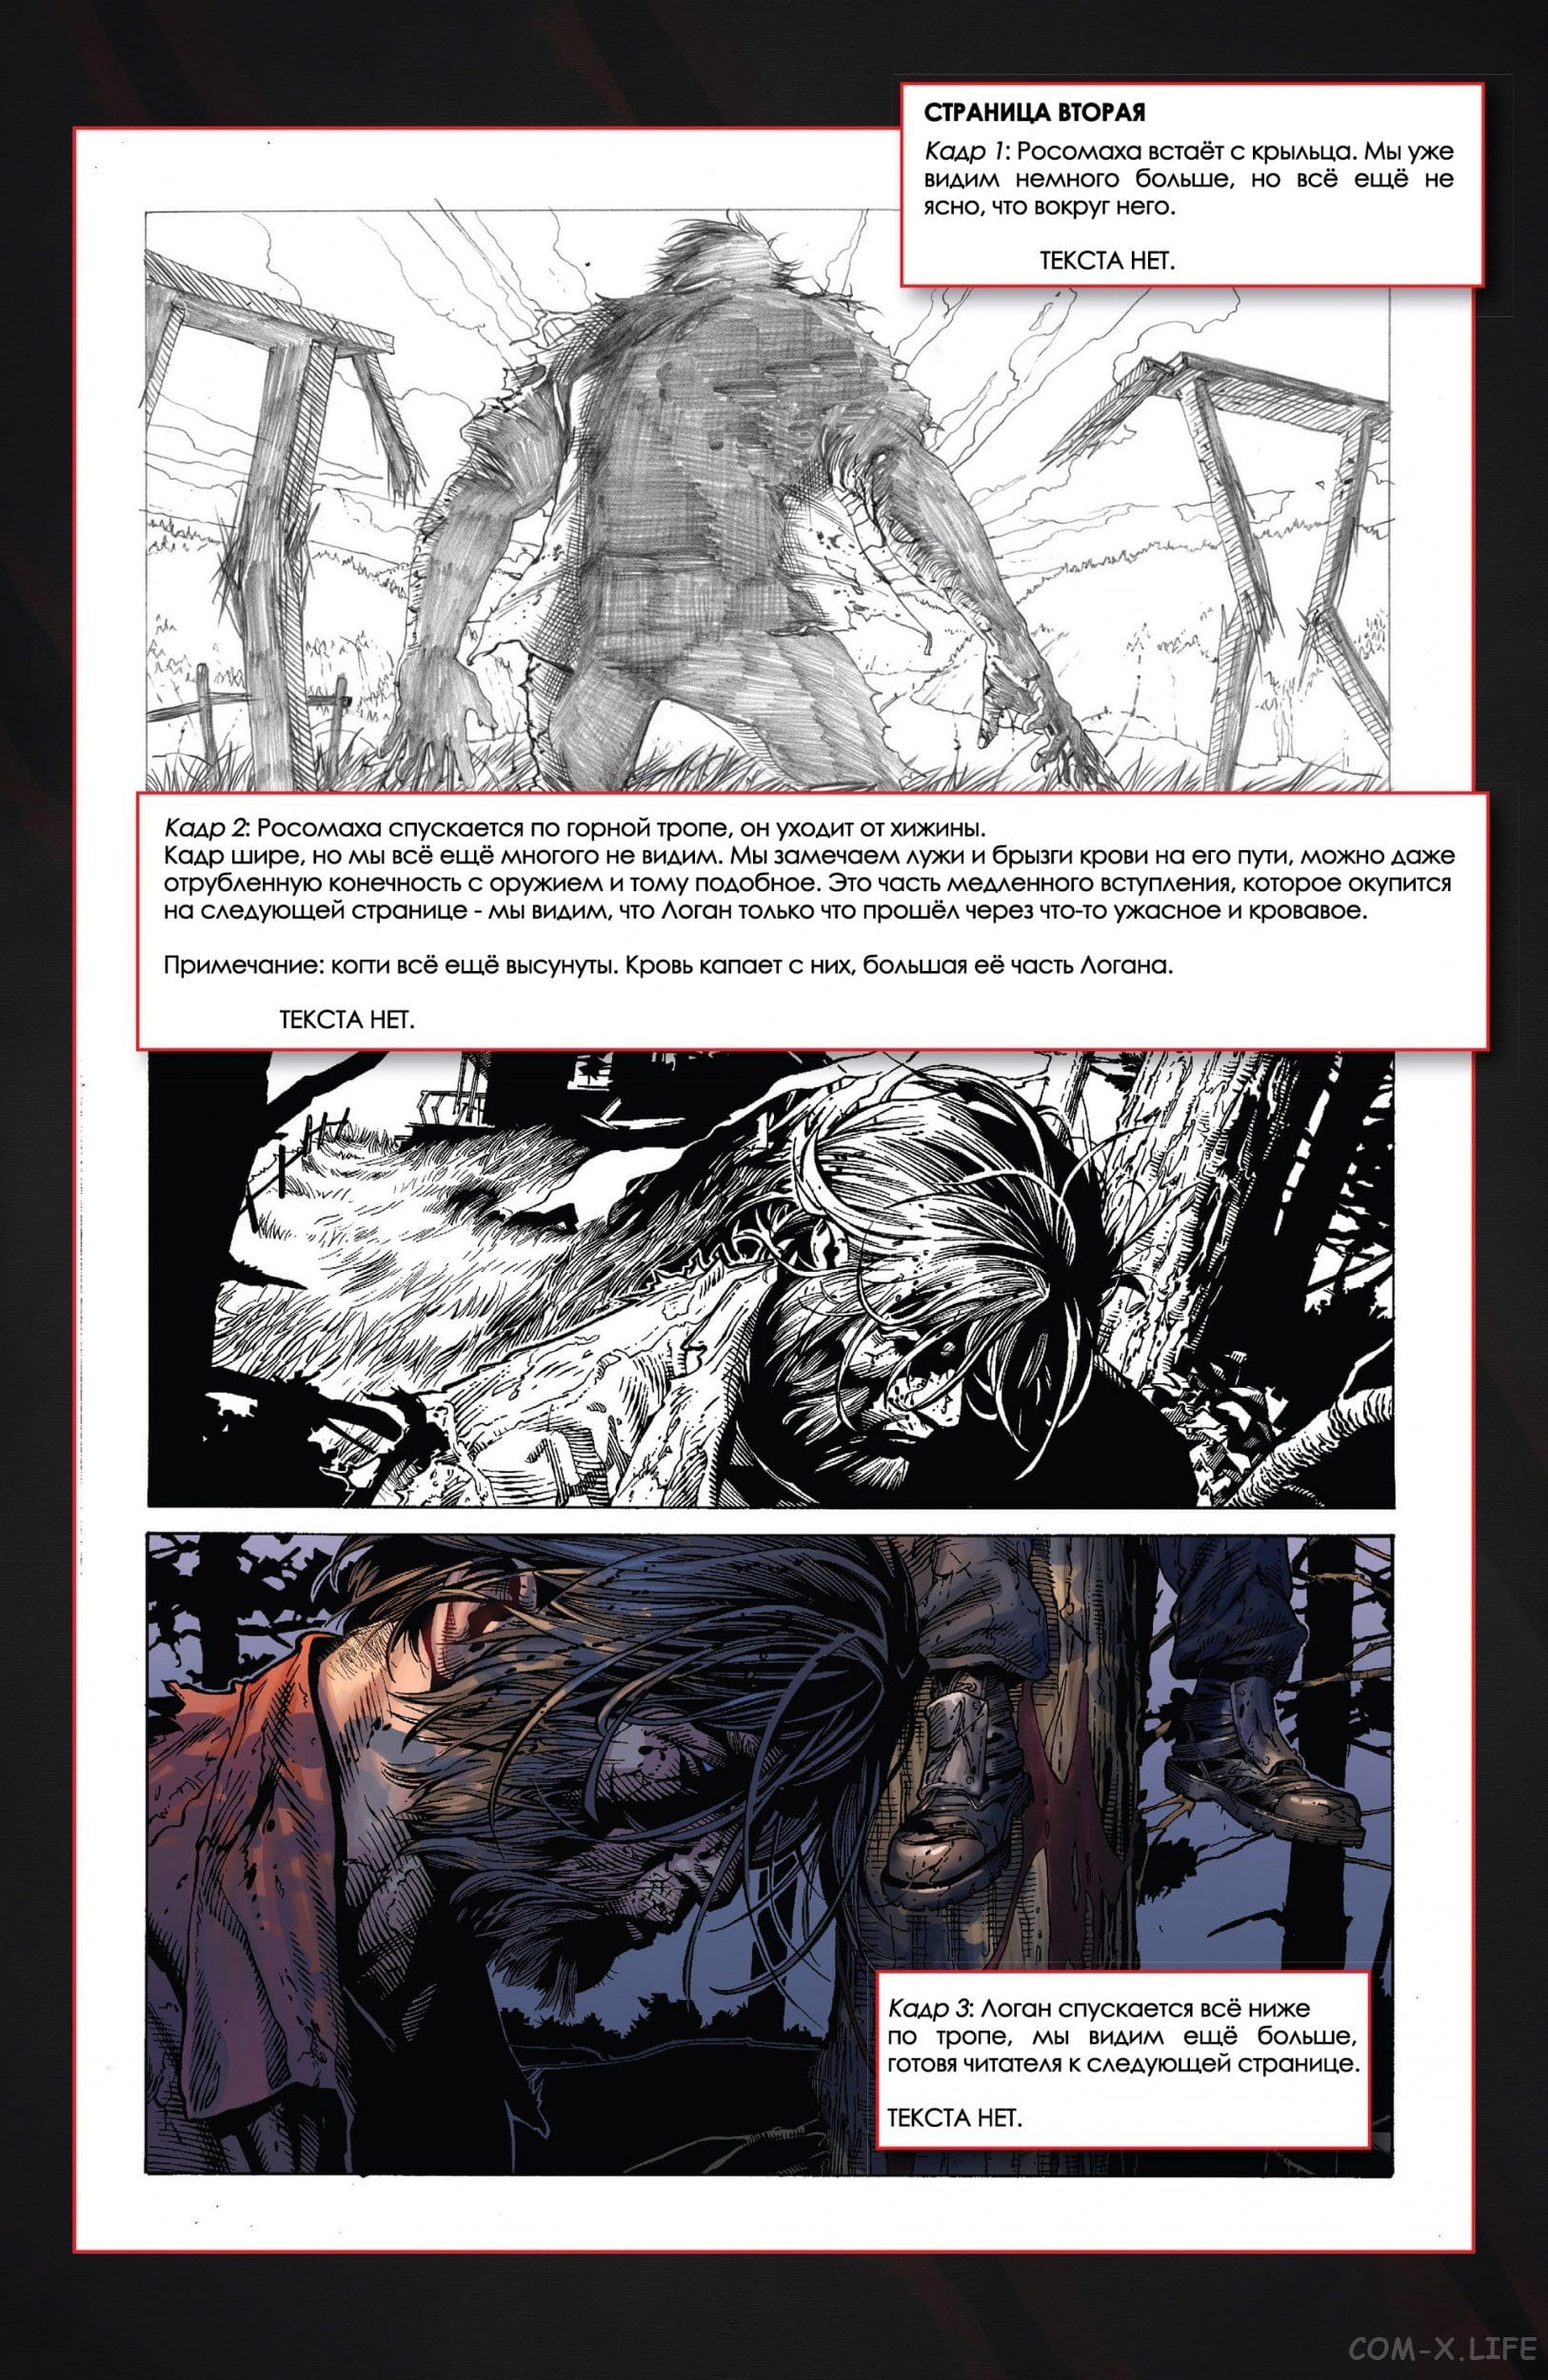 СТРАНИЦА ВТОРАЯ
Кадр 1: Росомаха встаёт с крыльца. Мы уже
видим немного больше, но всё ещё не
ясно, что вокруг него.
ТЕКСТА НЕТ.
Кадр 2: Росомаха спускается по горной тропе, он уходит от хижины.
Кадр шире, но мы всё ещё многого не видим. Мы замечаем лужи и брызги крови на его пути, можно даже
отрубленную конечность с оружием и тому подобное. Это часть медленного вступления, которое окупится
на следующей странице - мы видим, что Логан только что прошёл через что-то ужасное и кровавое.
Примечание: когти всё ещё высунуты. Кровь капает с них, большая её часть Логана.
ТЕКСТА НЕТ.
Кадр 3: Логан спускается всё ниже
по тропе, мы видим ещё больше,
готовя читателя к следующей странице.
ТЕКСТА НЕТ.
COM-X.LIFE